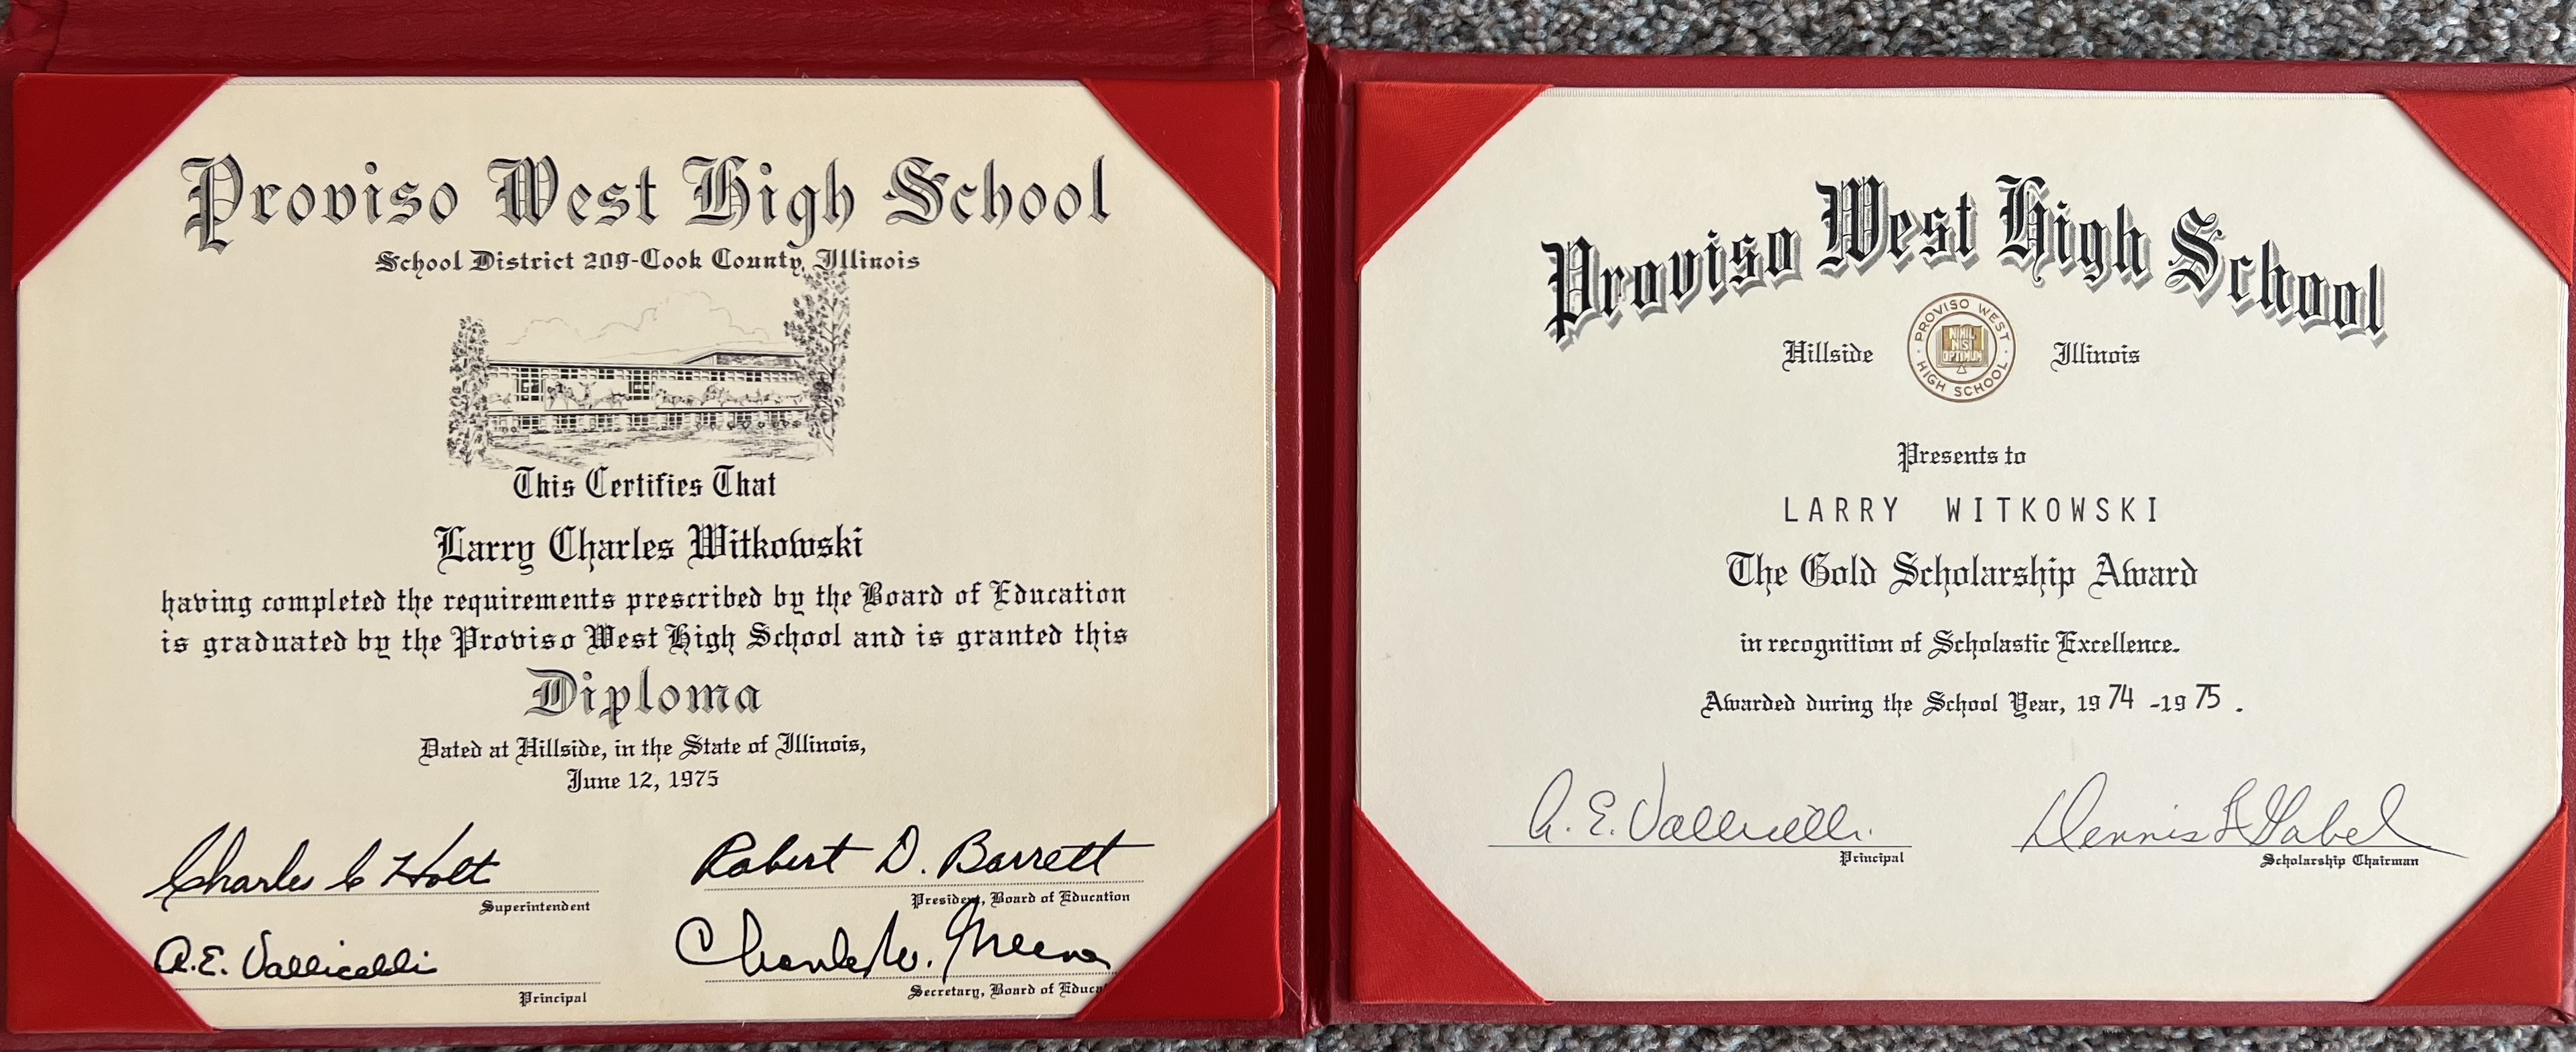 Proviso West High School
School District 209-Cook County, Illinois
This Certifies That
Larry Charles Witkowski
having completed the requirements prescribed by the Board of Education
is graduated by the Proviso West High School and is granted this
Diploma
Dated at Hillside, in the State of Illinois,
June 12, 1975
Charles C Holt
Superintendent
Robert D. Barrett
President, Board of Education
A.E. Vallicelli
Principal
Charles W.
Secretary, Board of Educa
Proviso West High School
Hillside
PROVISO WEST HIGH SCHOOL
NIHIL
NISI
OPTIMUM
Illinois
Presents to
LARRY WITKOWSKI
The Gold Scholarship Award
in recognition of Scholastic Excellence.
Awarded during the School Year, 1974-1975.
A. E. Vallicelli
Principal
Dennis Gabel
Scholarship Chairman